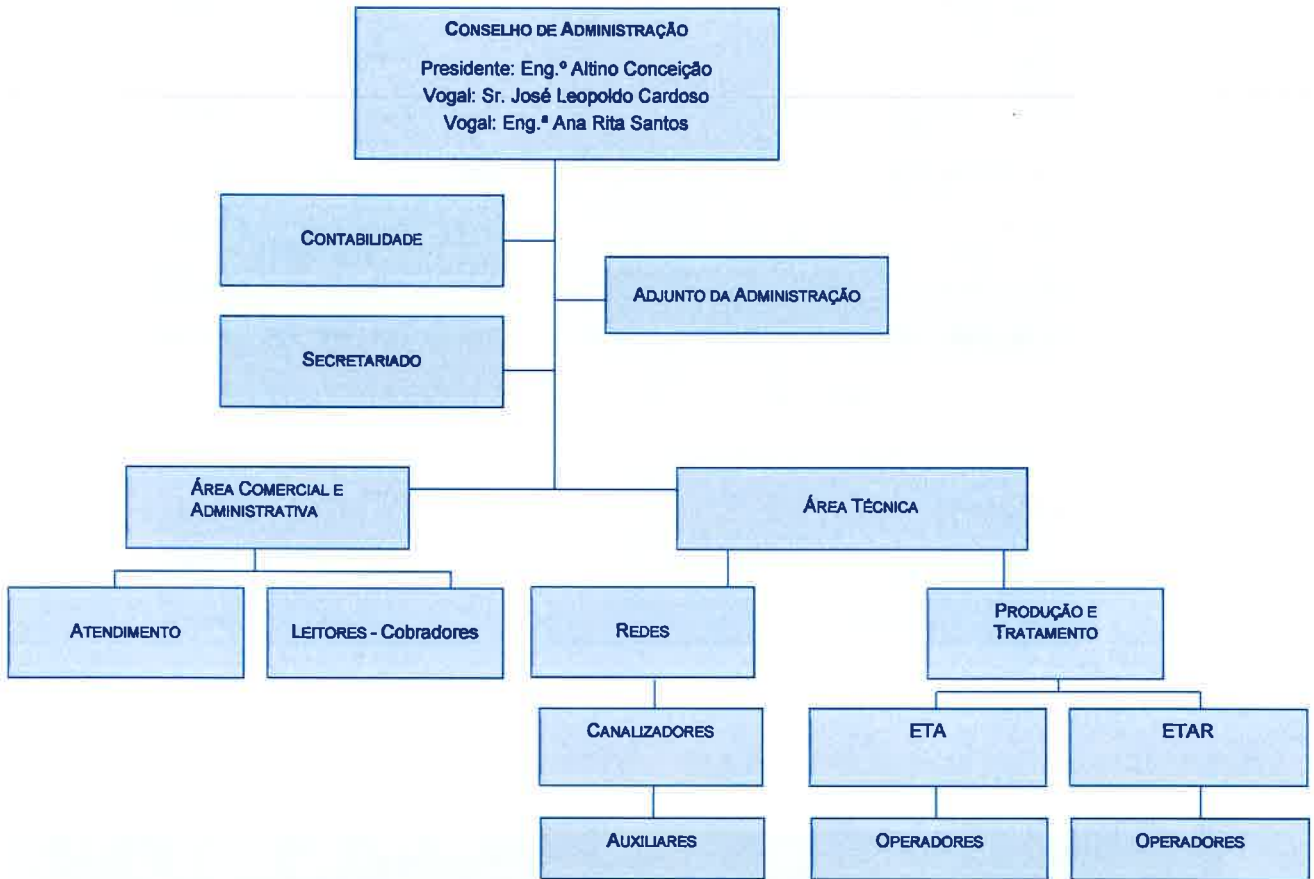 CONSELHO DE ADMINISTRAÇÃO
Presidente: Eng.º Altino Conceição
Vogal: Sr. José Leopoldo Cardoso
Vogal: Eng.ª Ana Rita Santos
CONTABILIDADE
ADJUNTO DA ADMINISTRAÇÃO
SECRETARIADO
ÁREA COMERCIAL E
ADMINISTRATIVA
ÁREA TÉCNICA
ATENDIMENTO
LEITORES - Cobradores
REDES
PRODUÇÃO E
TRATAMENTO
CANALIZADORES
ETA
ETAR
AUXILIARES
OPERADORES
OPERADORES